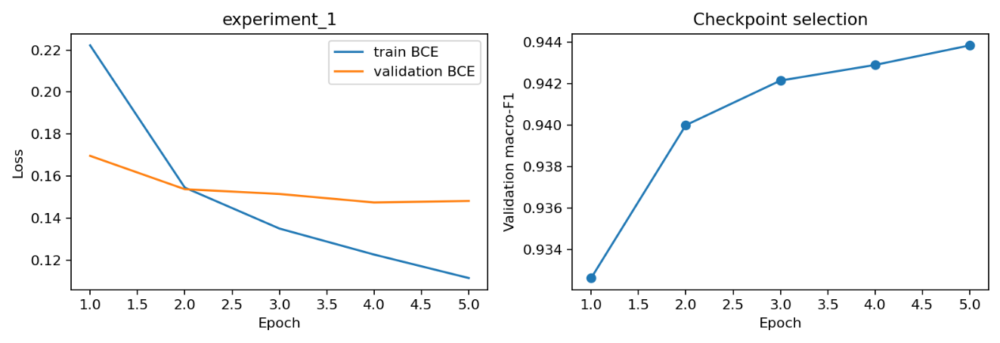 experiment_1
Loss
0.22
0.20
0.18
0.16
0.14
0.12
train BCE
validation BCE
1.0 1.5 2.0 2.5 3.0 3.5 4.0 4.5 5.0
Epoch
Checkpoint selection
Validation macro-F1
0.944
0.942
0.940
0.938
0.936
0.934
1.0 1.5 2.0 2.5 3.0 3.5 4.0 4.5 5.0
Epoch